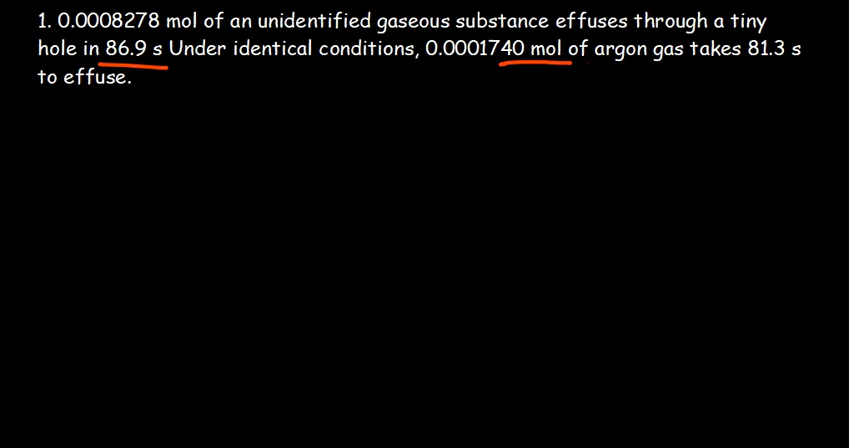 1. 0.0008278 mol of an unidentified gaseous substance effuses through a tiny
hole in 86.9 s Under identical conditions, 0.0001740 mol of argon gas takes 81.3 s
to effuse.